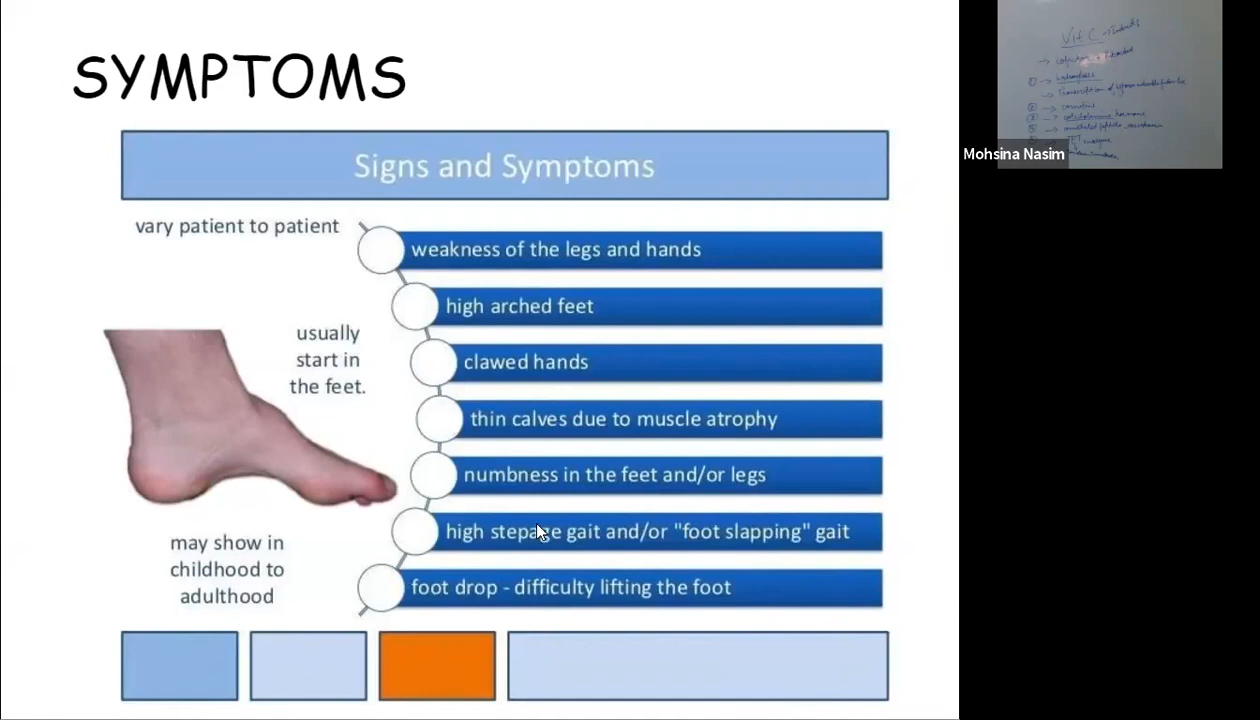 SYMPTOMS
Signs and Symptoms
vary patient to patient
weakness of the legs and hands
high arched feet
usually
start in
the feet.
clawed hands
thin calves due to muscle atrophy
numbness in the feet and/or legs
high stepage gait and/or "foot slapping" gait
may show in
childhood to
adulthood
foot drop - difficulty lifting the foot
Vit C
Mohsina Nasim